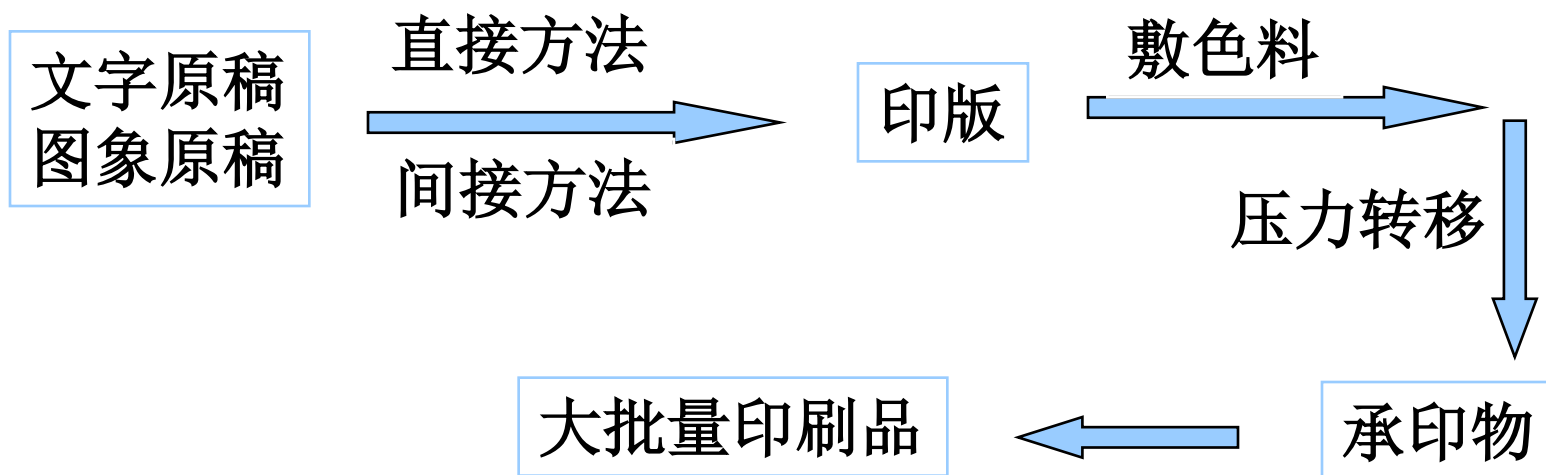 文字原稿
图象原稿
直接方法
间接方法
印版
敷色料
压力转移
承印物
大批量印刷品